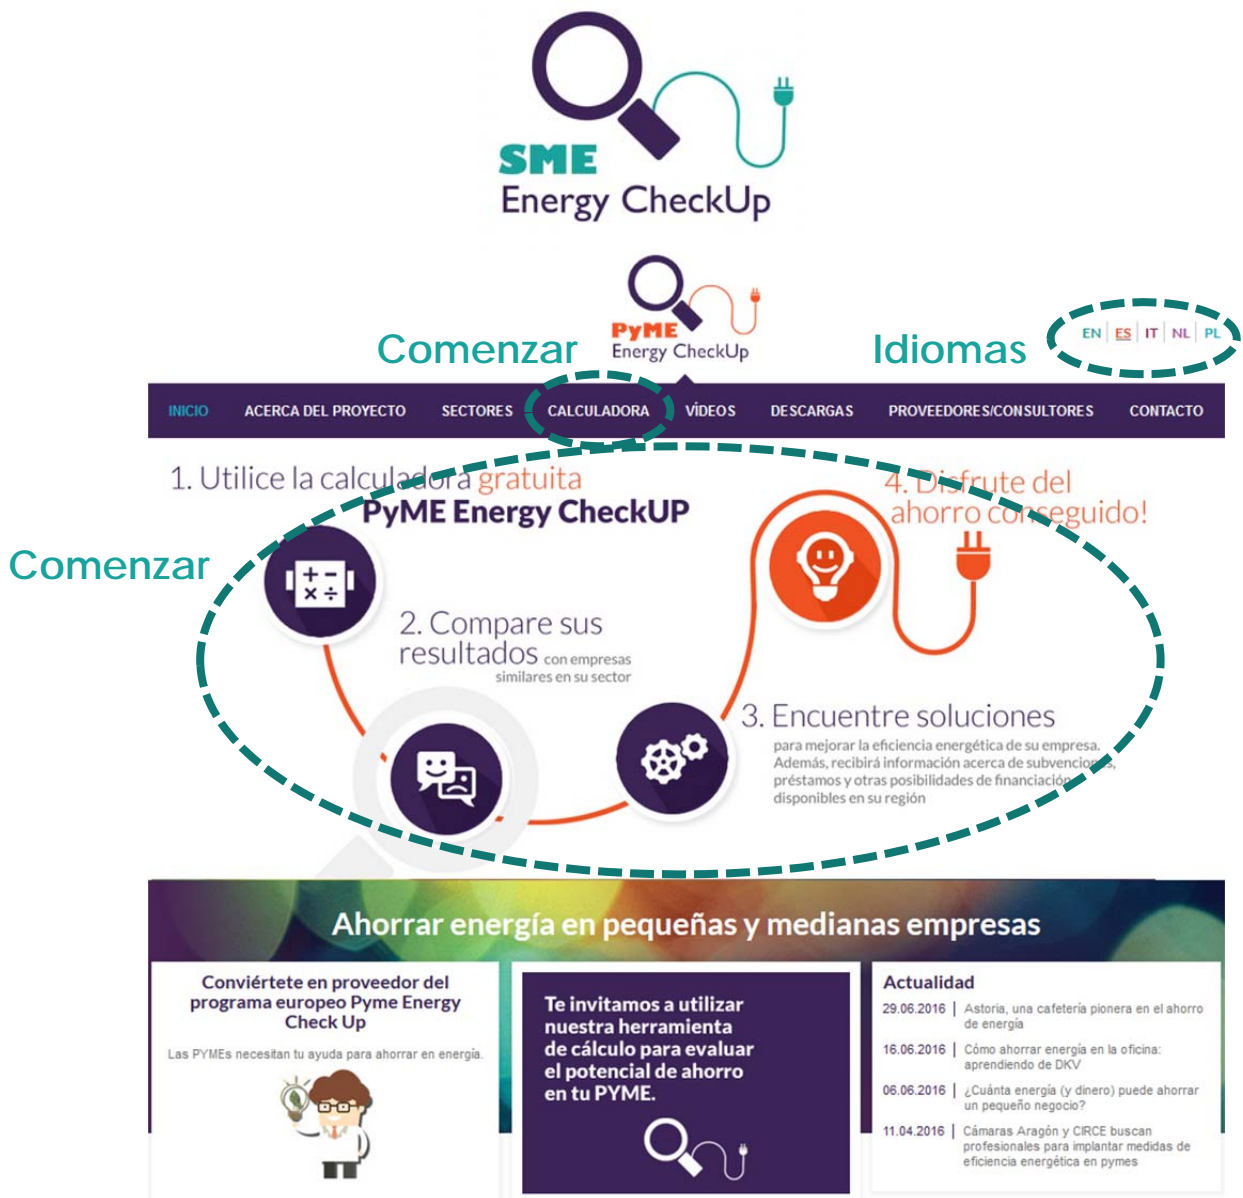 SME
Energy CheckUp
PyME
Energy CheckUp
Comenzar
Idiomas
EN | ES | IT | NL | PL
INICIO ACERCA DEL PROYECTO SECTORES CALCULADORA VÍDEOS DESCARGAS PROVEEDORES/CONSULTORES CONTACTO
1. Utilice la calculadora gratuita
PyME Energy CheckUP
Comenzar
2. Compare sus
resultados con empresas
similares en su sector
3. Encuentre soluciones
para mejorar la eficiencia energética de su empresa.
Además, recibirá información acerca de subvenciones,
préstamos y otras posibilidades de financiación
disponibles en su región
4. Disfrute del
ahorro conseguido!
Ahorrar energía en pequeñas y medianas empresas
Conviértete en proveedor del
programa europeo Pyme Energy
Check Up
Las PYMEs necesitan tu ayuda para ahorrar en energía.
Te invitamos a utilizar
nuestra herramienta
de cálculo para evaluar
el potencial de ahorro
en tu PYME.
Actualidad
29.06.2016 | Astoria, una cafetería pionera en el ahorro
de energía
16.06.2016 | Cómo ahorrar energía en la oficina:
aprendiendo de DKV
06.06.2016 | ¿Cuánta energía (y dinero) puede ahorrar
un pequeño negocio?
11.04.2016 | Cámaras Aragón y CIRCE buscan
profesionales para implantar medidas de
eficiencia energética en pymes